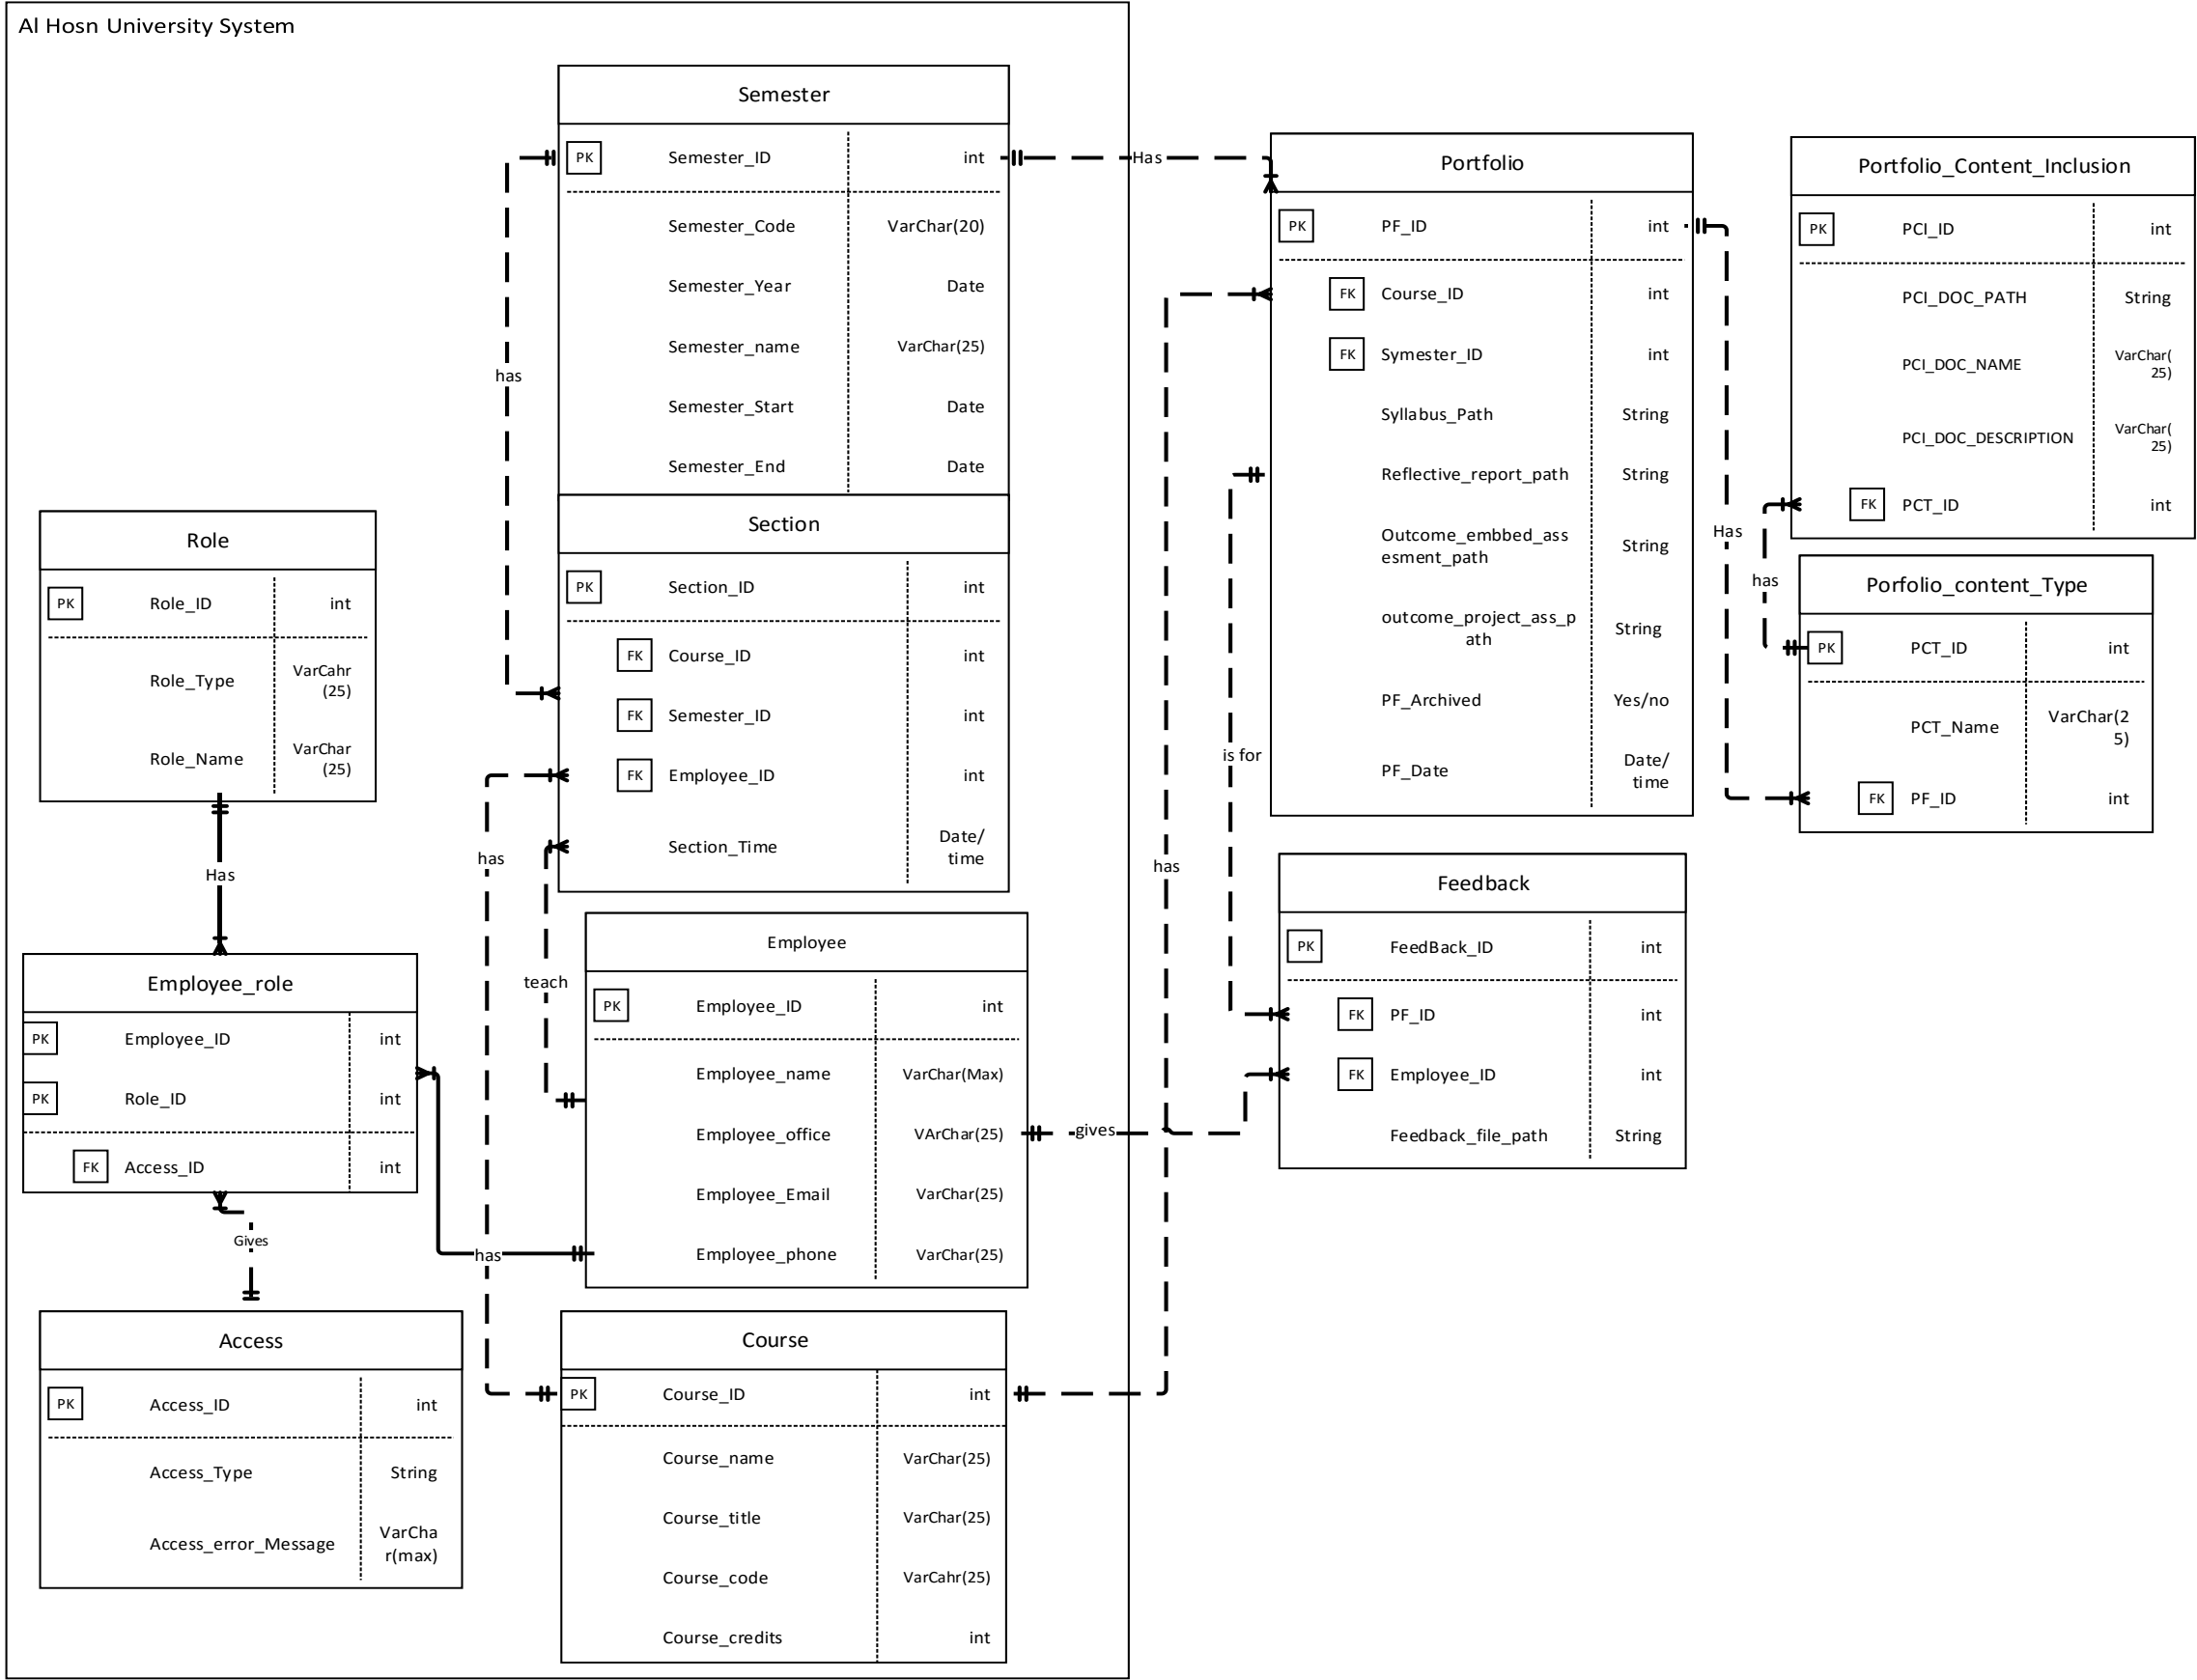 Al Hosn University System
Semester
PK Semester_ID int
Semester_Code VarChar(20)
Semester_Year Date
Semester_name VarChar(25)
Semester_Start Date
Semester_End Date
has
Has
Section
PK Section_ID int
FK Course_ID int
FK Semester_ID int
FK Employee_ID int
Section_Time Date/
time
has
teach
Role
PK Role_ID int
Role_Type VarCahr
(25)
Role_Name VarChar
(25)
Has
Employee_role
PK Employee_ID int
PK Role_ID int
FK Access_ID int
Gives
has
Access
PK Access_ID int
Access_Type String
Access_error_Message VarCha
r(max)
Employee
PK Employee_ID int
Employee_name VarChar(Max)
Employee_office VArChar(25)
Employee_Email VarChar(25)
Employee_phone VarChar(25)
gives
Course
PK Course_ID int
Course_name VarChar(25)
Course_title VarChar(25)
Course_code VarCahr(25)
Course_credits int
has
Portfolio
PK PF_ID int
FK Course_ID int
FK Symester_ID int
Syllabus_Path String
Reflective_report_path String
Outcome_embbed_ass
esment_path String
outcome_project_ass_p
ath String
PF_Archived Yes/no
PF_Date Date/
time
is for
Has
Feedback
PK FeedBack_ID int
FK PF_ID int
FK Employee_ID int
Feedback_file_path String
Portfolio_Content_Inclusion
PK PCI_ID int
PCI_DOC_PATH String
PCI_DOC_NAME VarChar(
25)
PCI_DOC_DESCRIPTION VarChar(
25)
FK PCT_ID int
has
Porfolio_content_Type
PK PCT_ID int
PCT_Name VarChar(2
5)
FK PF_ID int